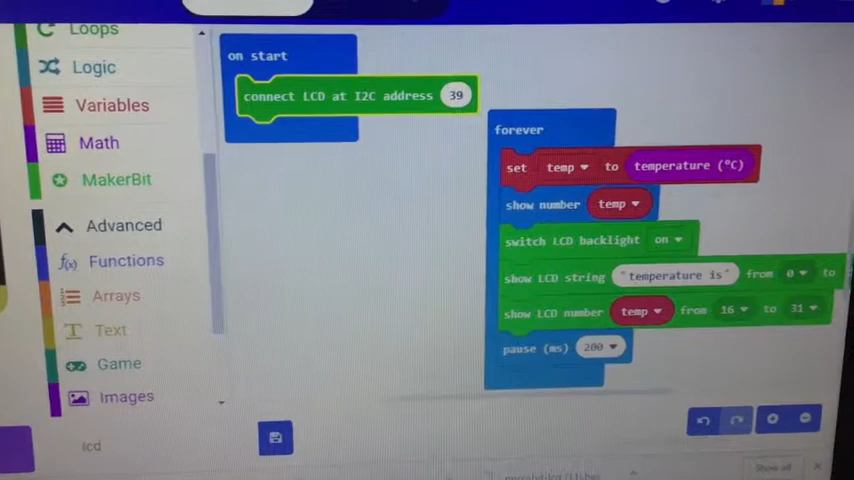 Loops
Logic
Variables
Math
MakerBit
Advanced
Functions
Arrays
Text
Game
Images
lcd
on start
connect LCD at I2C address 39
forever
set temp to temperature (°C)
show number temp
switch LCD backlight on
show LCD string "temperature is" from 0 to
show LCD number temp from 16 to 31
pause (ms) 200
Show all